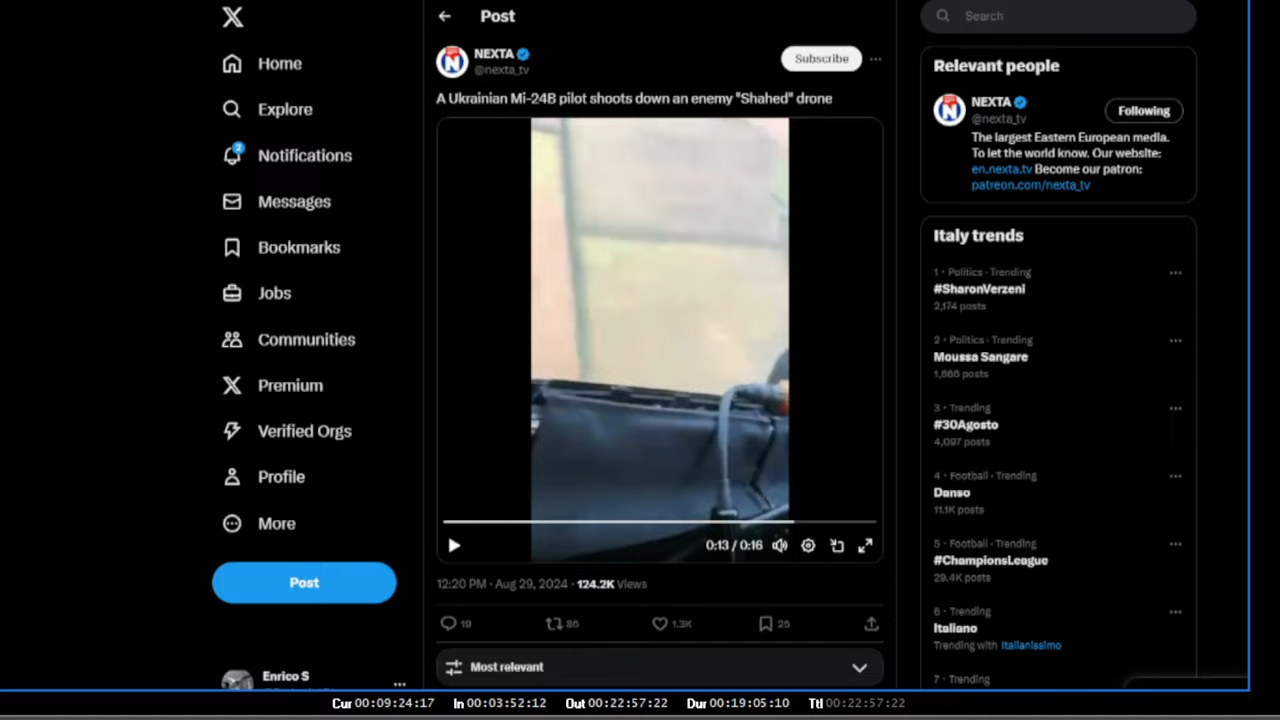 Home
Explore
2
Notifications
Messages
Bookmarks
Jobs
Communities
Premium
Verified Orgs
Profile
More
Post
Enrico S
Post
NEXTA
@nexta_tv
Subscribe
A Ukrainian Mi-24B pilot shoots down an enemy "Shahed" drone
0:13 / 0:16
12:20 PM · Aug 29, 2024 · 124.2K Views
19
86
1.3K
25
Most relevant
Search
Relevant people
NEXTA
@nexta_tv
Following
The largest Eastern European media.
To let the world know. Our website:
en.nexta.tv Become our patron:
patreon.com/nexta_tv
Italy trends
1 · Politics · Trending
#SharonVerzeni
2,174 posts
2 · Politics · Trending
Moussa Sangare
1,666 posts
3 · Trending
#30Agosto
4,097 posts
4 · Football · Trending
Danso
11.1K posts
5 · Football · Trending
#ChampionsLeague
29.4K posts
6 · Trending
Italiano
Trending with Italianissimo
7 · Trending
Cur 00:09:24:17 In 00:03:52:12 Out 00:22:57:22 Dur 00:19:05:10 Ttl 00:22:57:22